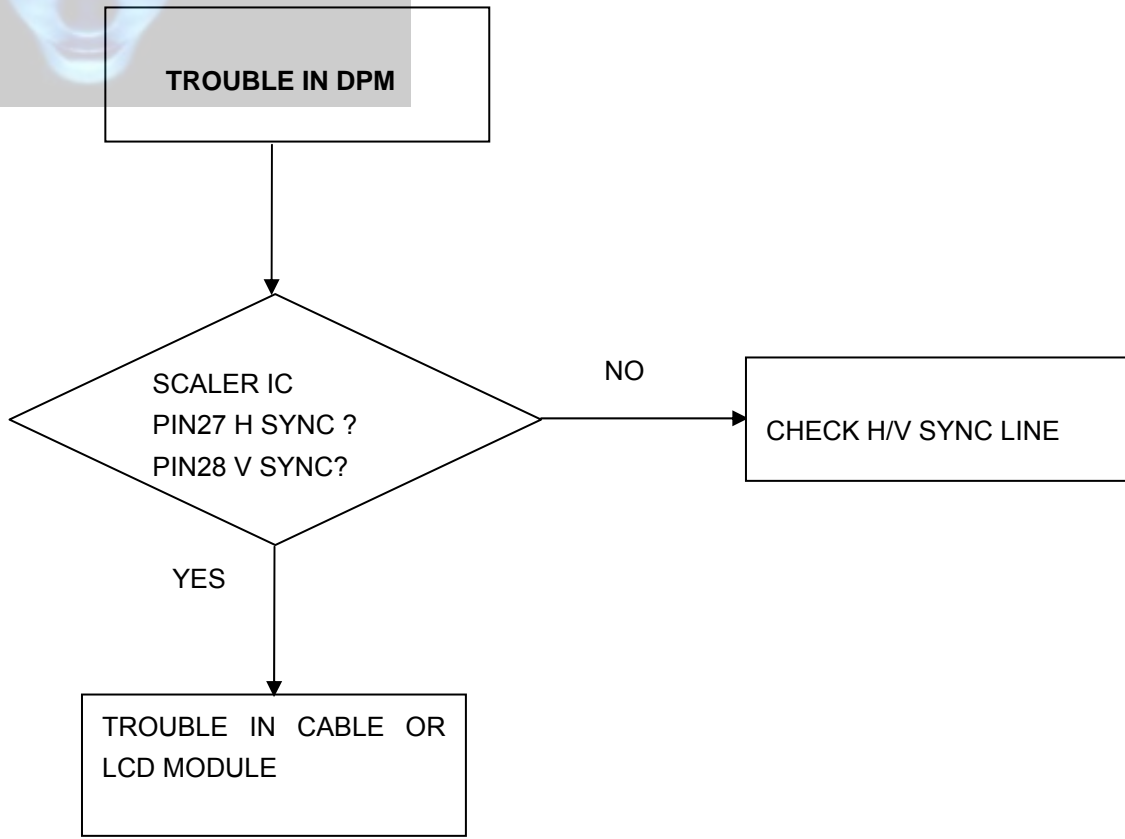 TROUBLE IN DPM
SCALER IC
PIN27 H SYNC ?
PIN28 V SYNC?
NO
CHECK H/V SYNC LINE
YES
TROUBLE IN CABLE OR
LCD MODULE